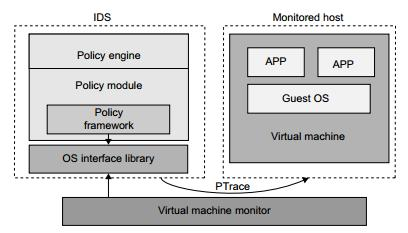 IDS
Monitored host
Policy engine
Policy module
Policy
framework
OS interface library
APP
APP
Guest OS
Virtual machine
PTrace
Virtual machine monitor